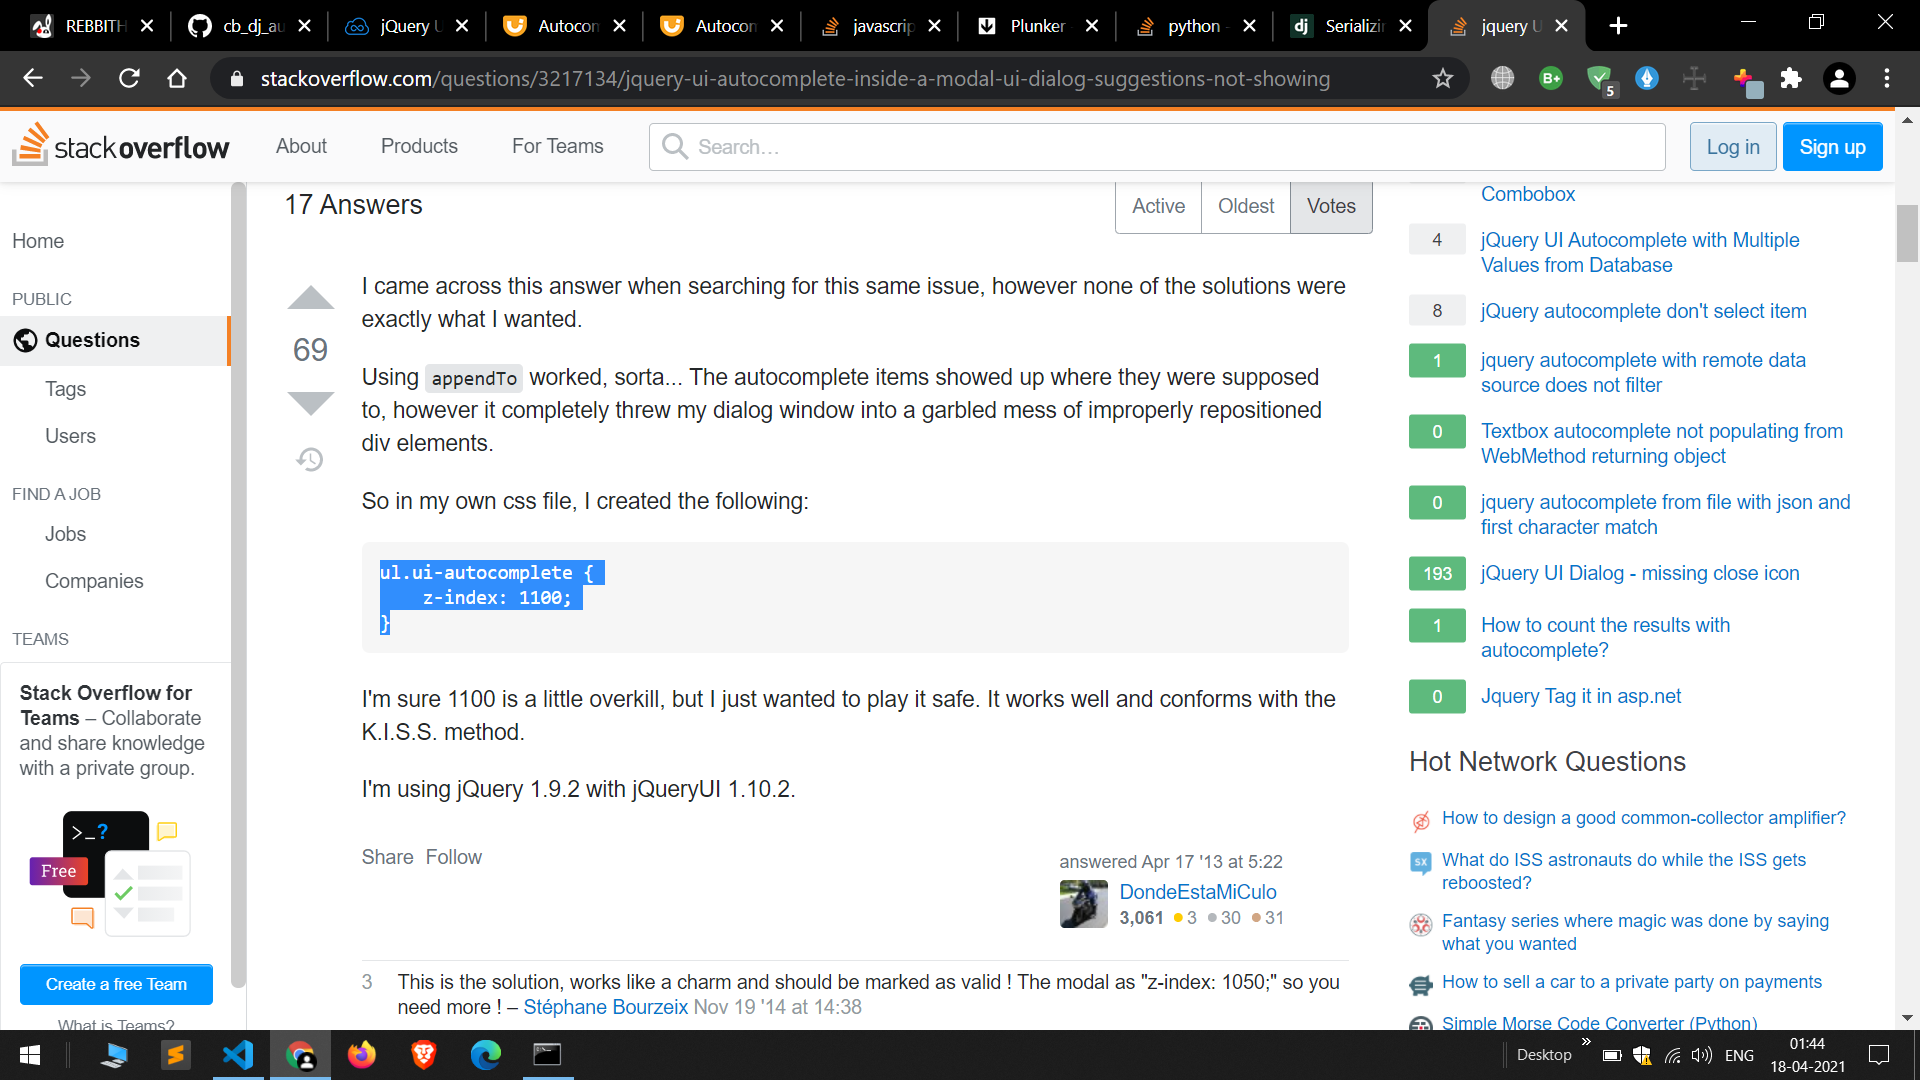 REBBITH
cb_dj_au
jQuery U
Autocon
Autocon
javascrip
Plunker
python -
Serializin
jquery U
stackoverflow.com/questions/3217134/jquery-ui-autocomplete-inside-a-modal-ui-dialog-suggestions-not-showing
B+
5
stackoverflow
About
Products
For Teams
Search…
Log in
Sign up
Home
PUBLIC
Questions
Tags
Users
FIND A JOB
Jobs
Companies
TEAMS
Stack Overflow for
Teams – Collaborate
and share knowledge
with a private group.
>_?
Free
Create a free Team
What is Teams?
17 Answers
Active
Oldest
Votes
69
I came across this answer when searching for this same issue, however none of the solutions were
exactly what I wanted.
Using appendTo worked, sorta... The autocomplete items showed up where they were supposed
to, however it completely threw my dialog window into a garbled mess of improperly repositioned
div elements.
So in my own css file, I created the following:
ul.ui-autocomplete {
z-index: 1100;
}
I'm sure 1100 is a little overkill, but I just wanted to play it safe. It works well and conforms with the
K.I.S.S. method.
I'm using jQuery 1.9.2 with jQueryUI 1.10.2.
Share Follow
answered Apr 17 '13 at 5:22
DondeEstaMiCulo
3,061 3 30 31
3 This is the solution, works like a charm and should be marked as valid ! The modal as "z-index: 1050;" so you
need more ! – Stéphane Bourzeix Nov 19 '14 at 14:38
Combobox
4 jQuery UI Autocomplete with Multiple
Values from Database
8 jQuery autocomplete don't select item
1 jquery autocomplete with remote data
source does not filter
0 Textbox autocomplete not populating from
WebMethod returning object
0 jquery autocomplete from file with json and
first character match
193 jQuery UI Dialog - missing close icon
1 How to count the results with
autocomplete?
0 Jquery Tag it in asp.net
Hot Network Questions
How to design a good common-collector amplifier?
What do ISS astronauts do while the ISS gets
reboosted?
Fantasy series where magic was done by saying
what you wanted
How to sell a car to a private party on payments
Simple Morse Code Converter (Python)
Desktop
ENG
01:44
18-04-2021